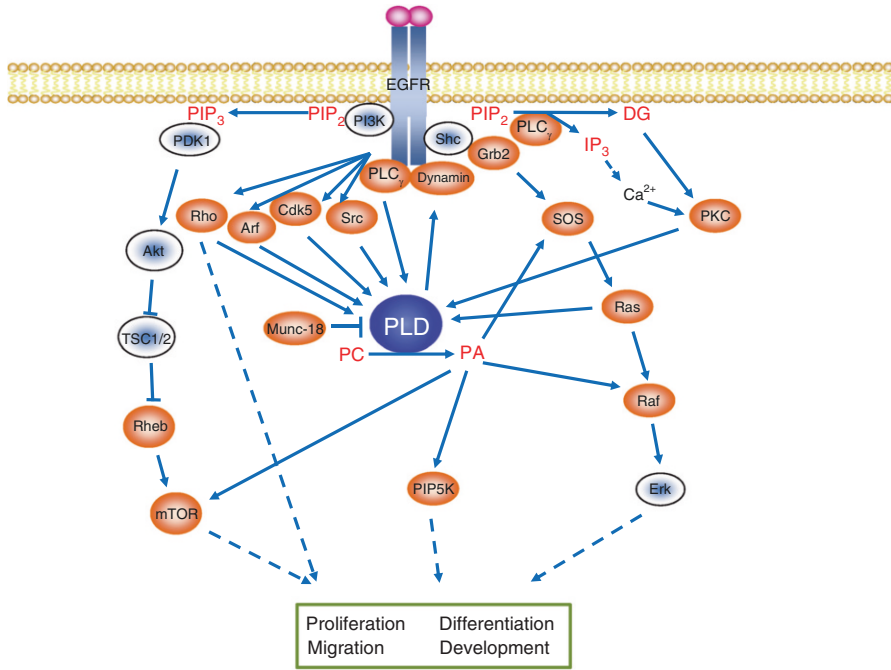 EGFR
PIP3 PIP2 PI3K PIP2 DG
PDK1 Shc PLCγ
Grb2 IP3
PLCγ Dynamin
Ca2+
Rho Arf Cdk5 Src SOS PKC
Akt
Munc-18 PLD Ras
TSC1/2
PC PA
Raf
Rheb
PIP5K Erk
mTOR
Proliferation Differentiation
Migration Development